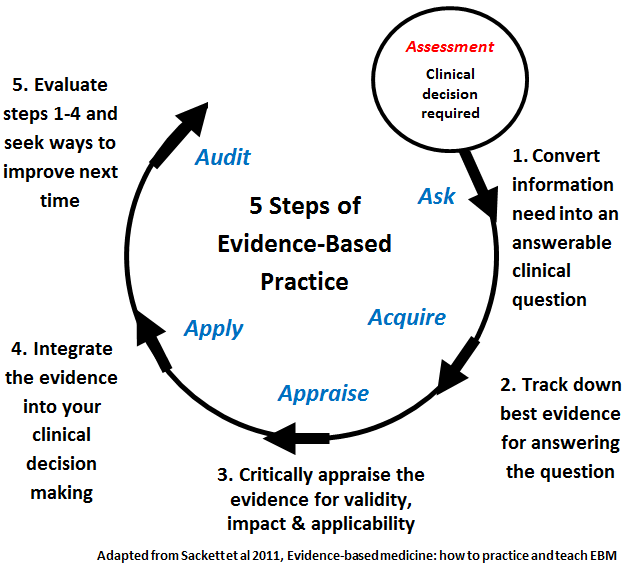 Assessment
Clinical
decision
required
5 Steps of
Evidence-Based
Practice
Ask
1. Convert
information
need into an
answerable
clinical
question
Acquire
2. Track down
best evidence
for answering
the question
Appraise
3. Critically appraise the
evidence for validity,
impact & applicability
Apply
4. Integrate
the evidence
into your
clinical
decision
making
Audit
5. Evaluate
steps 1-4 and
seek ways to
improve next
time
Adapted from Sackett et al 2011, Evidence-based medicine: how to practice and teach EBM